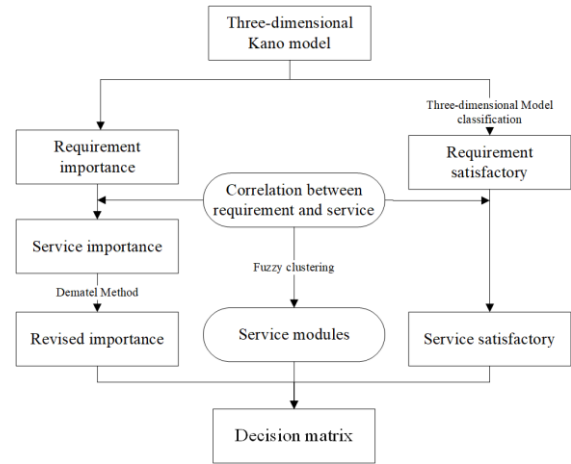 Three-dimensional
Kano model
Three-dimensional Model
classification
Requirement
importance
Requirement
satisfactory
Correlation between
requirement and service
Service importance
Dematel Method
Fuzzy clustering
Revised importance
Service modules
Service satisfactory
Decision matrix